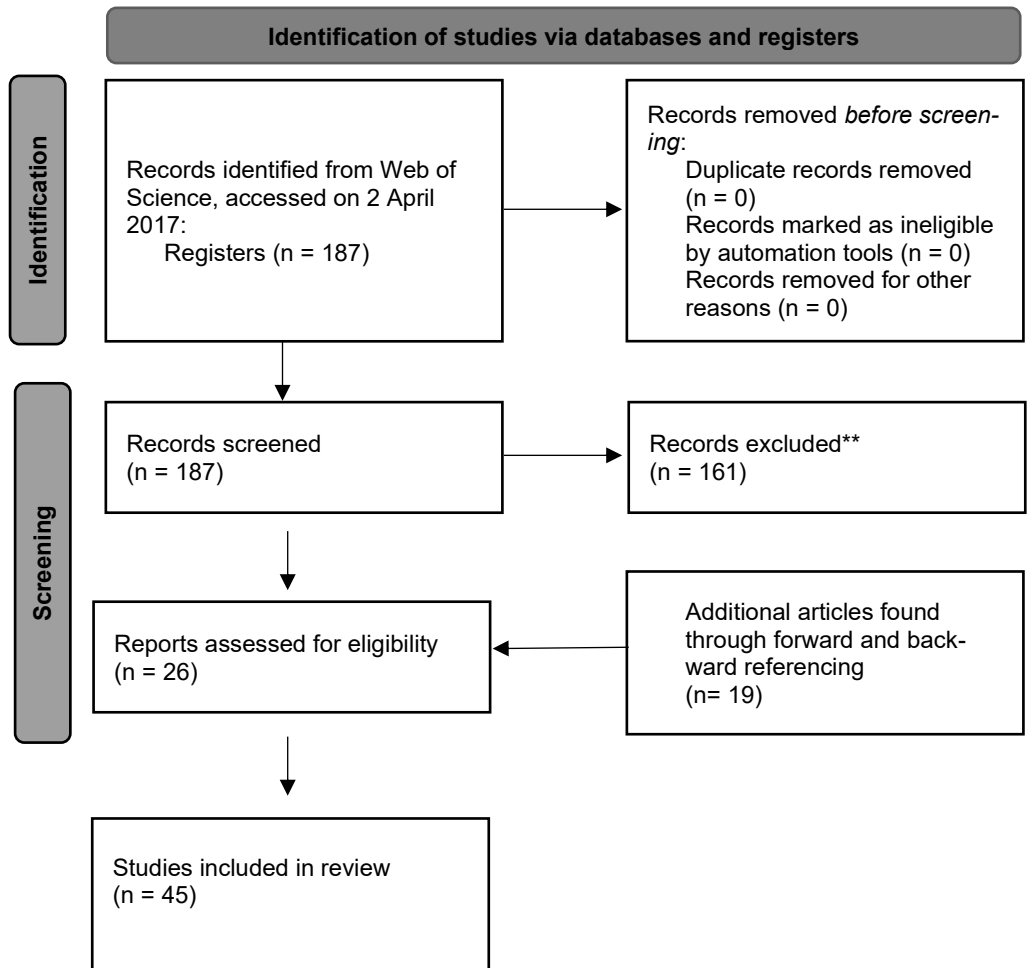 Identification of studies via databases and registers
Identification
Records identified from Web of
Science, accessed on 2 April
2017:
Registers (n = 187)
Records removed before screen-
ing:
Duplicate records removed
(n = 0)
Records marked as ineligible
by automation tools (n = 0)
Records removed for other
reasons (n = 0)
Screening
Records screened
(n = 187)
Records excluded**
(n = 161)
Reports assessed for eligibility
(n = 26)
Additional articles found
through forward and back-
ward referencing
(n= 19)
Studies included in review
(n = 45)